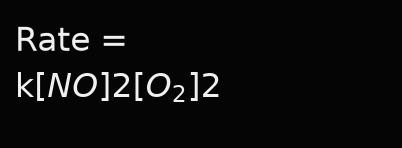 Rate =
k[NO]2[O₂]2